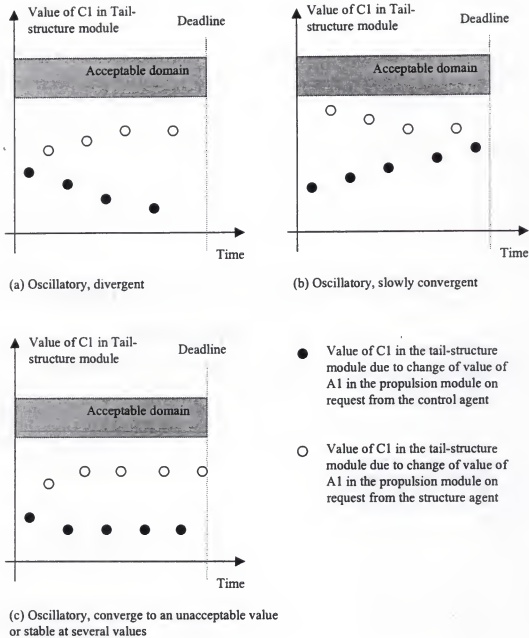 Value of C1 in Tail-
structure module
Deadline
Acceptable domain
Time
(a) Oscillatory, divergent
Value of C1 in Tail-
structure module
Deadline
Acceptable domain
Time
(b) Oscillatory, slowly convergent
Value of C1 in Tail-
structure module
Deadline
Acceptable domain
Time
(c) Oscillatory, converge to an unacceptable value
or stable at several values
Value of C1 in the tail-structure
module due to change of value of
A1 in the propulsion module on
request from the control agent
Value of C1 in the tail-structure
module due to change of value of
A1 in the propulsion module on
request from the structure agent